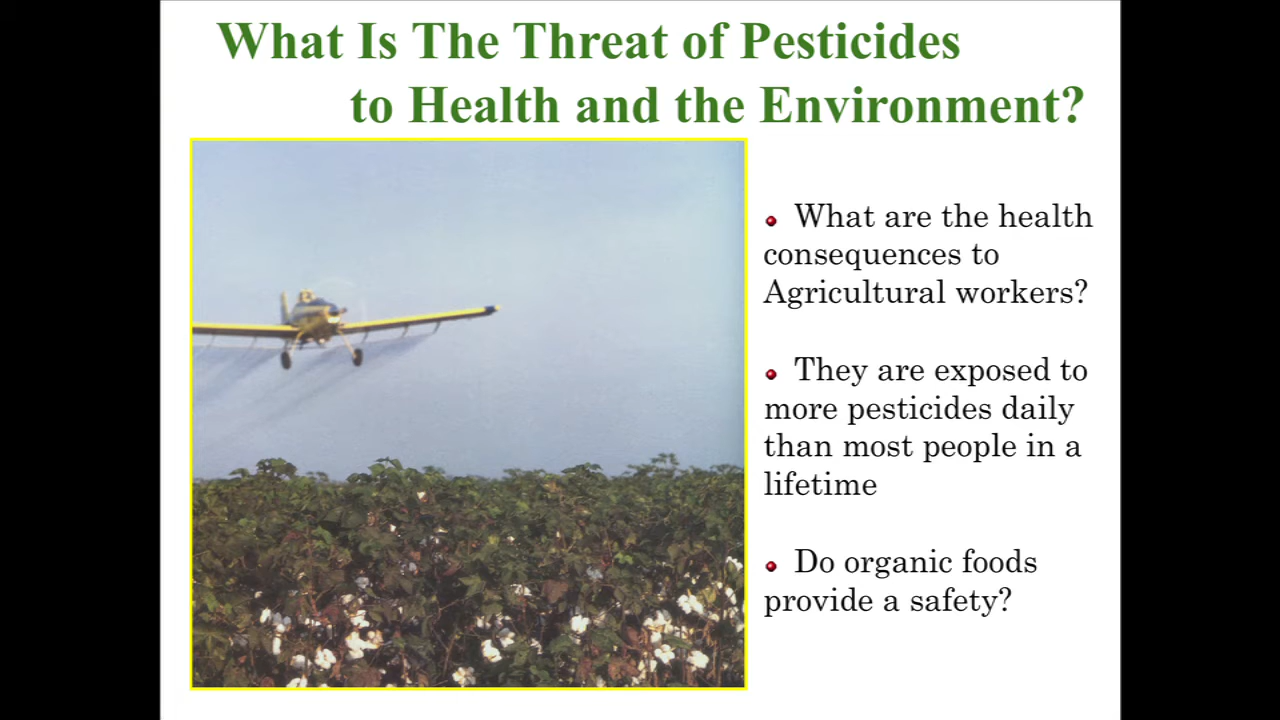 What Is The Threat of Pesticides
to Health and the Environment?
What are the health
consequences to
Agricultural workers?
They are exposed to
more pesticides daily
than most people in a
lifetime
Do organic foods
provide a safety?